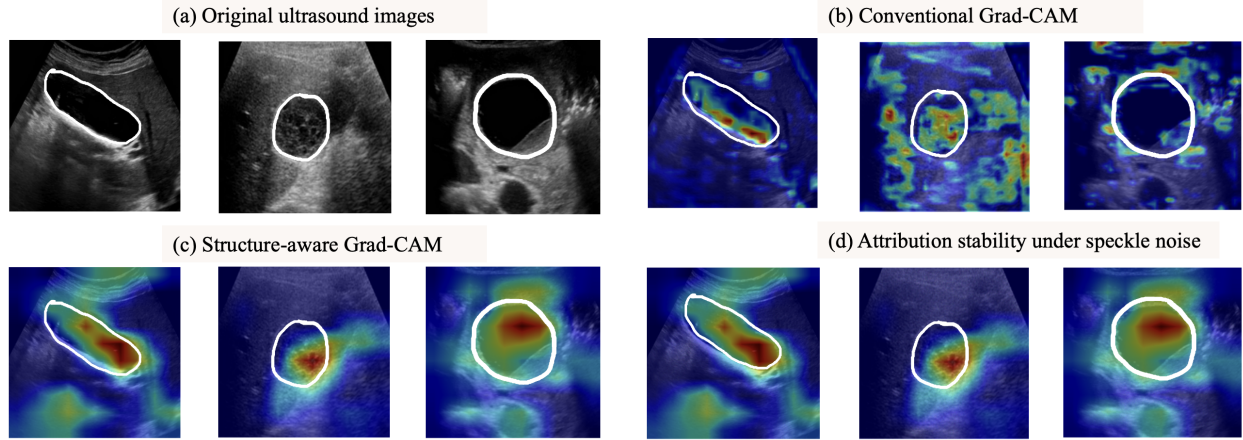 (a) Original ultrasound images
(b) Conventional Grad-CAM
(c) Structure-aware Grad-CAM
(d) Attribution stability under speckle noise